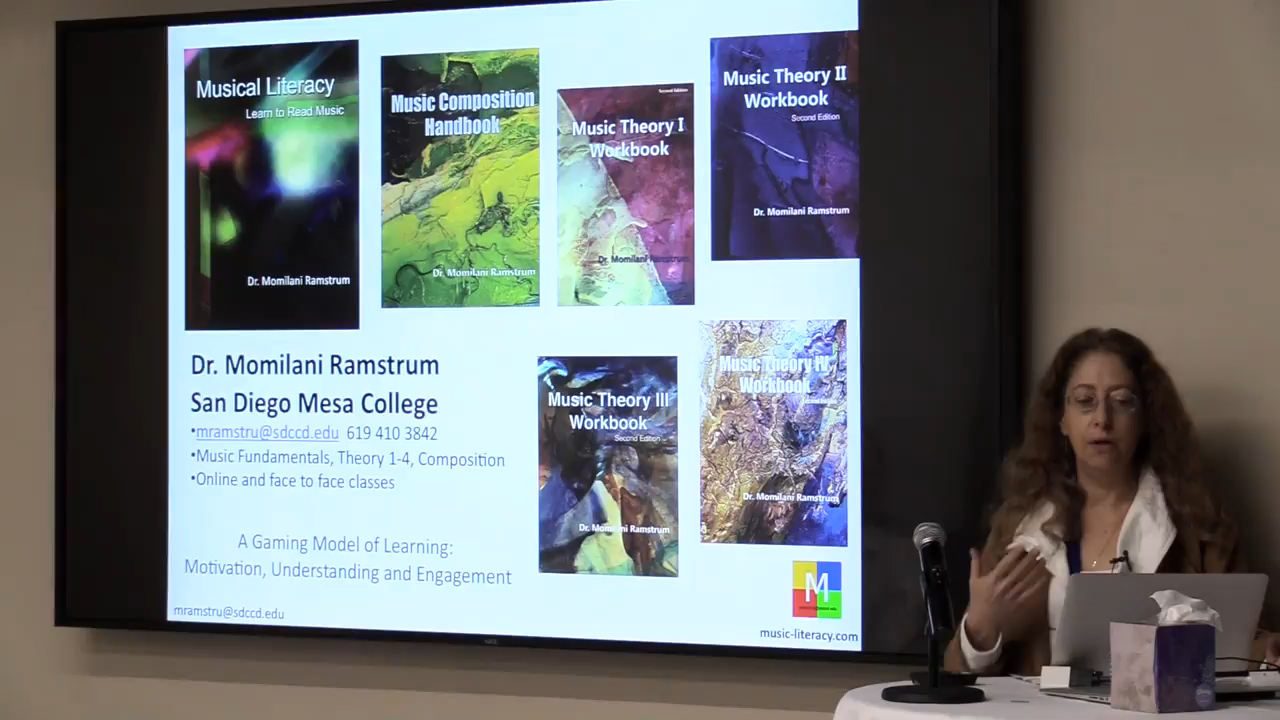 Musical Literacy
Learn to Read Music
Dr. Momilani Ramstrum
Music Composition
Handbook
Dr. Momilani Ramstrum
Second Edition
Music Theory I
Workbook
Dr. Momilani Ramstrum
Music Theory II
Workbook
Second Edition
Dr. Momilani Ramstrum
Dr. Momilani Ramstrum
San Diego Mesa College
•mramstru@sdccd.edu 619 410 3842
•Music Fundamentals, Theory 1-4, Composition
•Online and face to face classes
A Gaming Model of Learning:
Motivation, Understanding and Engagement
mramstru@sdccd.edu
Music Theory III
Workbook
Second Edition
Dr. Momilani Ramstrum
Music Theory IV
Workbook
Second Edition
Dr. Momilani Ramstrum
M
music-literacy.com